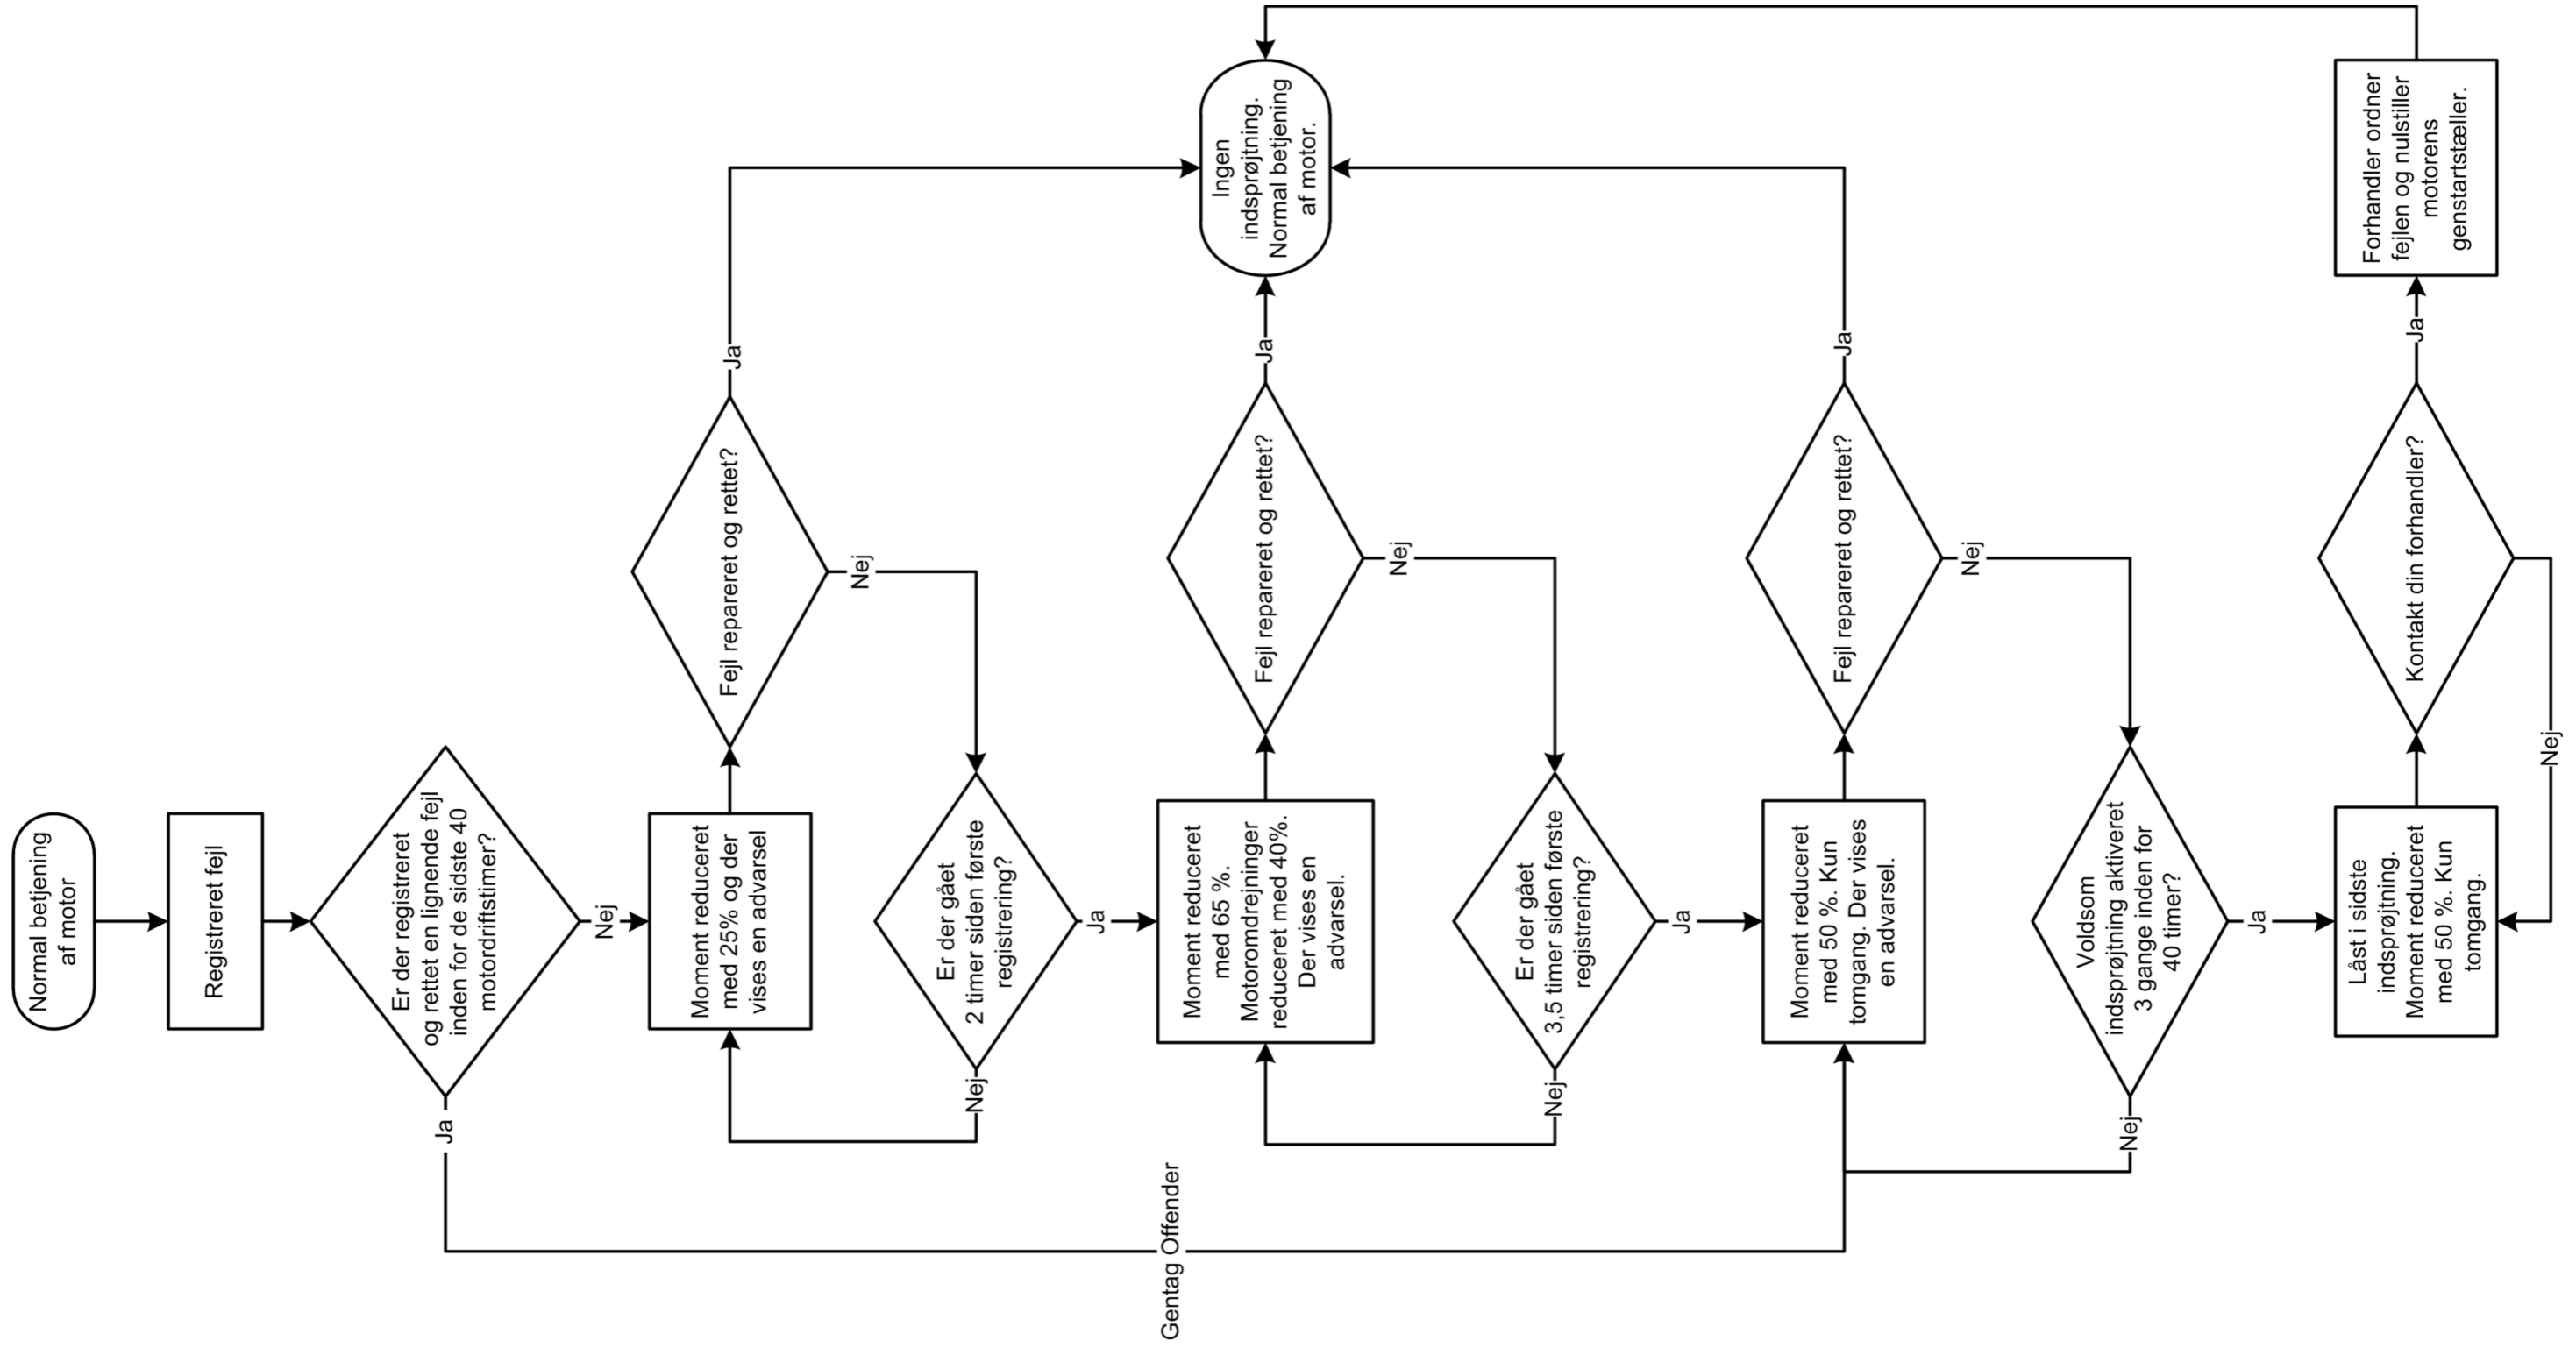 Normal betjening
af motor
Registreret fejl
Er der registreret
og rettet en lignende fejl
inden for de sidste 40
motordriftstimer?
Ja
Nej
Gentag Offender
Moment reduceret
med 25% og der
vises en advarsel
Fejl repareret og rettet?
Ja
Nej
Er der gået
2 timer siden første
registrering?
Nej
Ja
Moment reduceret
med 65 %.
Motoromdrejninger
reduceret med 40%.
Der vises en
advarsel.
Fejl repareret og rettet?
Ja
Nej
Ingen
indsprøjtning.
Normal betjening
af motor.
Er der gået
3,5 timer siden første
registrering?
Nej
Ja
Moment reduceret
med 50 %. Kun
tomgang. Der vises
en advarsel.
Fejl repareret og rettet?
Ja
Nej
Voldsom
indsprøjtning aktiveret
3 gange inden for
40 timer?
Nej
Ja
Låst i sidste
indsprøjtning.
Moment reduceret
med 50 %. Kun
tomgang.
Kontakt din forhandler?
Ja
Nej
Forhandler ordner
fejlen og nulstiller
motorens
genstartstæller.